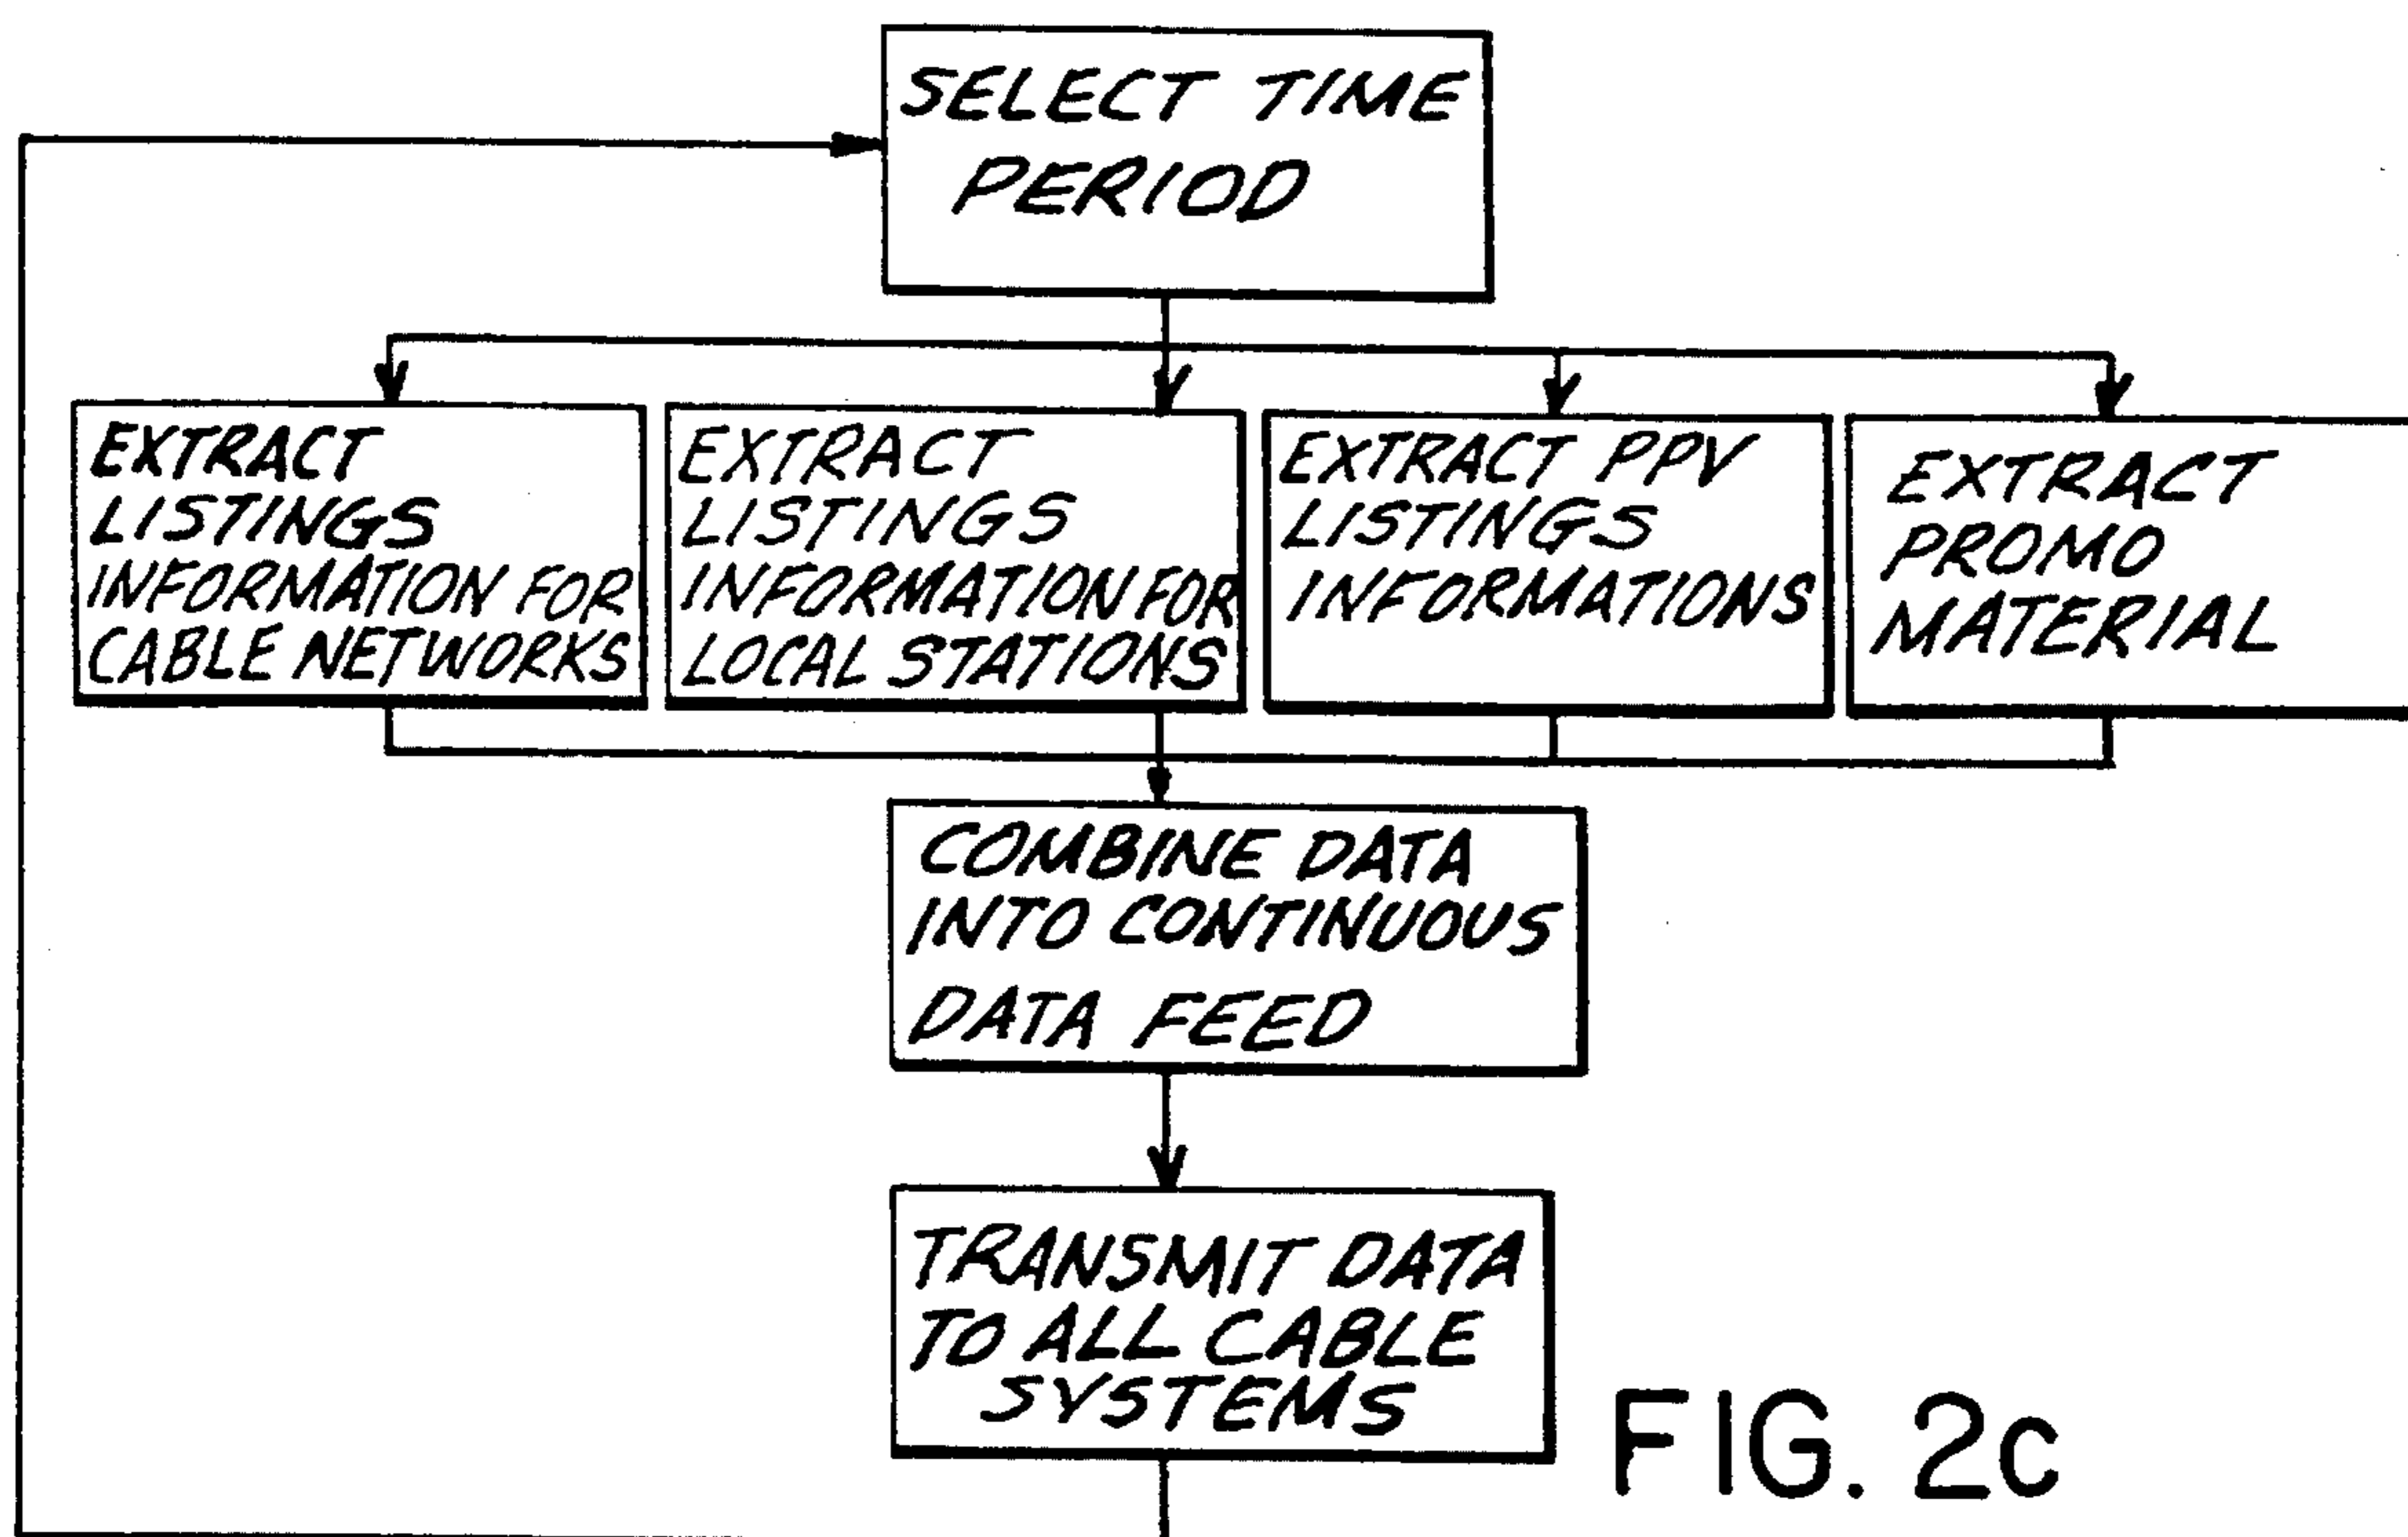 SELECT TIME
PERIOD
EXTRACT
LISTINGS
INFORMATION FOR
CABLE NETWORKS
EXTRACT
LISTINGS
INFORMATION FOR
LOCAL STATIONS
EXTRACT PPV
LISTINGS
INFORMATIONS
EXTRACT
PROMO
MATERIAL
COMBINE DATA
INTO CONTINUOUS
DATA FEED
TRANSMIT DATA
TO ALL CABLE
SYSTEMS
FIG. 2c